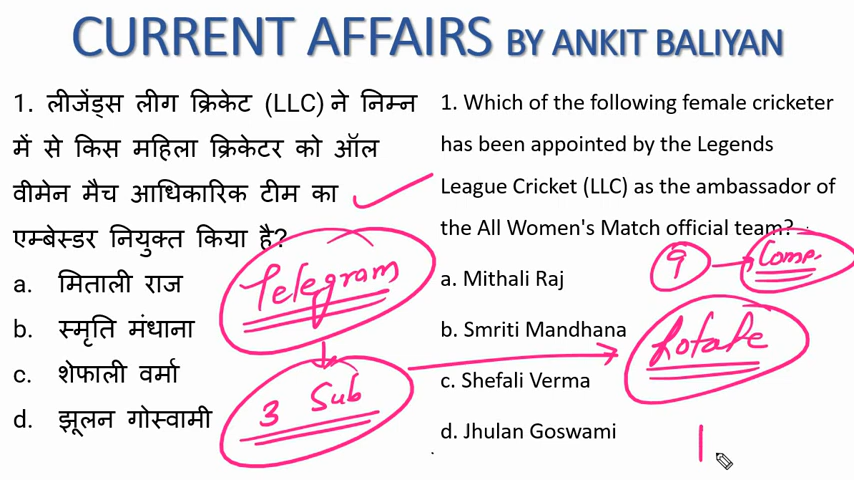 CURRENT AFFAIRS BY ANKIT BALIYAN
1. लीजेंड्स लीग क्रिकेट (LLC) ने निम्न
में से किस महिला क्रिकेटर को ऑल
वीमेन मैच आधिकारिक टीम का
एम्बेस्डर नियुक्त किया है?
a. मिताली राज
b. स्मृति मंधाना
c. शेफाली वर्मा
d. झूलन गोस्वामी
1. Which of the following female cricketer
has been appointed by the Legends
League Cricket (LLC) as the ambassador of
the All Women's Match official team?
a. Mithali Raj
b. Smriti Mandhana
c. Shefali Verma
d. Jhulan Goswami
Telegram
3 Sub
9 Comp.
Rotate